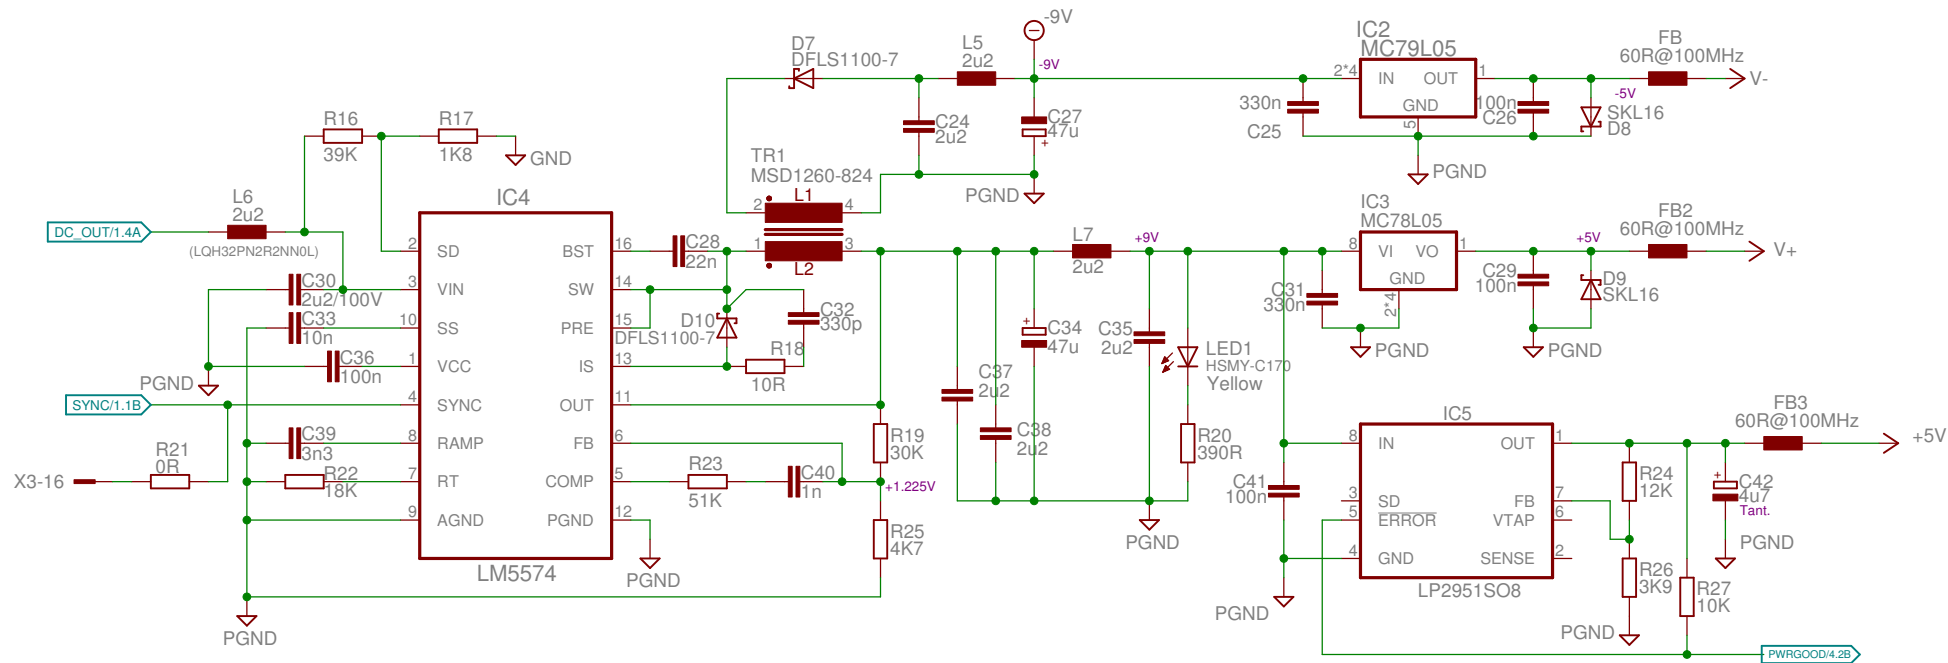 -9V
D7
DFLS1100-7
L5
2u2
-9V
C24
2u2
C27
47u
+
PGND
IC2
MC79L05
2*4
IN
OUT
1
GND
5
330n
C25
100n
C26
-5V
SKL16
D8
FB
60R@100MHz
V-
PGND
R16
39K
R17
1K8
GND
TR1
MSD1260-824
L1
2
4
1
3
L2
L6
2u2
(LQH32PN2R2NN0L)
DC_OUT/1.4A
IC4
2
SD
3
VIN
10
SS
1
VCC
4
SYNC
8
RAMP
7
RT
9
AGND
BST
16
SW
14
PRE
15
IS
13
OUT
11
FB
6
COMP
5
PGND
12
LM5574
PGND
C30
2u2/100V
C33
10n
C36
100n
PGND
SYNC/1.1B
C39
3n3
R21
0R
R22
18K
X3-16
PGND
C28
22n
D10
DFLS1100-7
C32
330p
R18
10R
R19
30K
R23
51K
C40
1n
+1.225V
R25
4K7
C37
2u2
C38
2u2
+
C34
47u
L7
2u2
+9V
C35
2u2
LED1
HSMY-C170
Yellow
R20
390R
PGND
IC3
MC78L05
8
VI
VO
1
GND
2*4
C31
330n
PGND
+5V
C29
100n
D9
SKL16
PGND
FB2
60R@100MHz
V+
IC5
8
IN
3
SD
5
ERROR
4
GND
OUT
1
FB
7
VTAP
6
SENSE
2
LP2951SO8
C41
100n
PGND
R24
12K
R26
3K9
PGND
R27
10K
+
C42
4u7
Tant.
PGND
FB3
60R@100MHz
+5V
PWRGOOD/4.2B